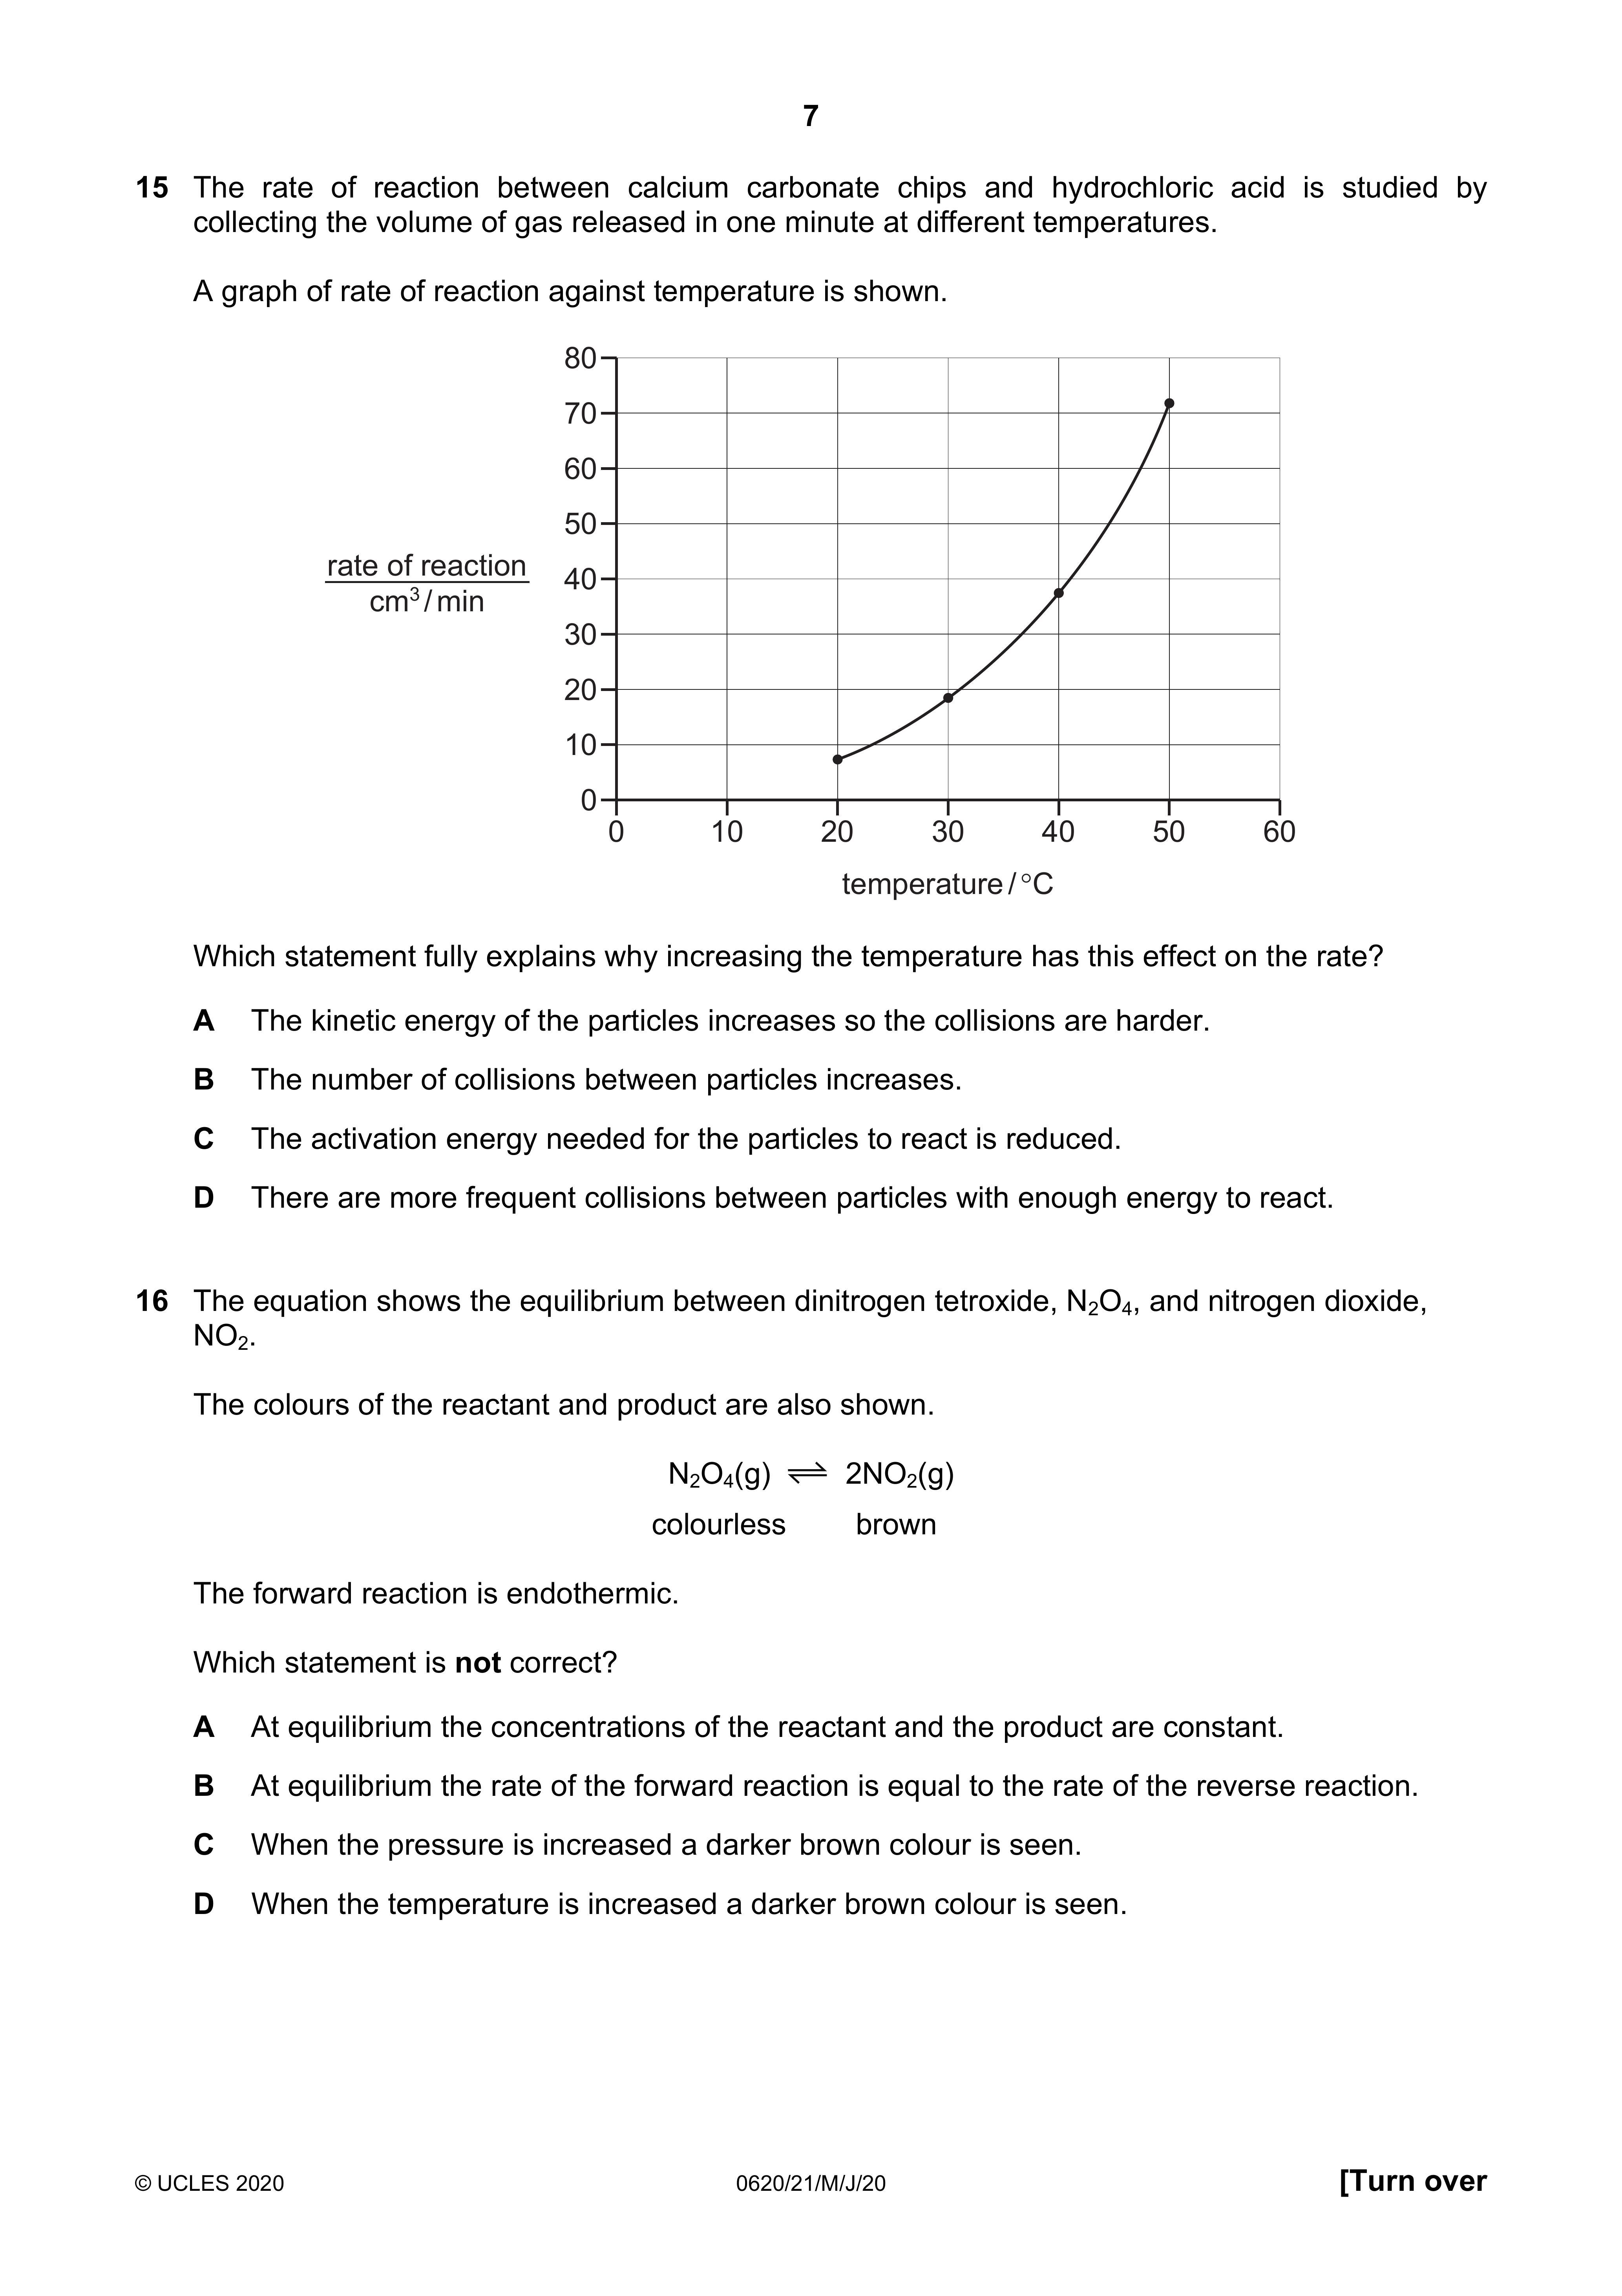 7
15 The rate of reaction between calcium carbonate chips and hydrochloric acid is studied by
collecting the volume of gas released in one minute at different temperatures.
A graph of rate of reaction against temperature is shown.
80
70
60
50
40
30
20
10
0
rate of reaction
cm³/min
0 10 20 30 40 50 60
temperature/°C
Which statement fully explains why increasing the temperature has this effect on the rate?
A The kinetic energy of the particles increases so the collisions are harder.
B The number of collisions between particles increases.
C The activation energy needed for the particles to react is reduced.
D There are more frequent collisions between particles with enough energy to react.
16 The equation shows the equilibrium between dinitrogen tetroxide, N₂O₄, and nitrogen dioxide,
NO₂.
The colours of the reactant and product are also shown.
N₂O₄(g) ⇌ 2NO₂(g)
colourless brown
The forward reaction is endothermic.
Which statement is not correct?
A At equilibrium the concentrations of the reactant and the product are constant.
B At equilibrium the rate of the forward reaction is equal to the rate of the reverse reaction.
C When the pressure is increased a darker brown colour is seen.
D When the temperature is increased a darker brown colour is seen.
© UCLES 2020 0620/21/M/J/20 [Turn over